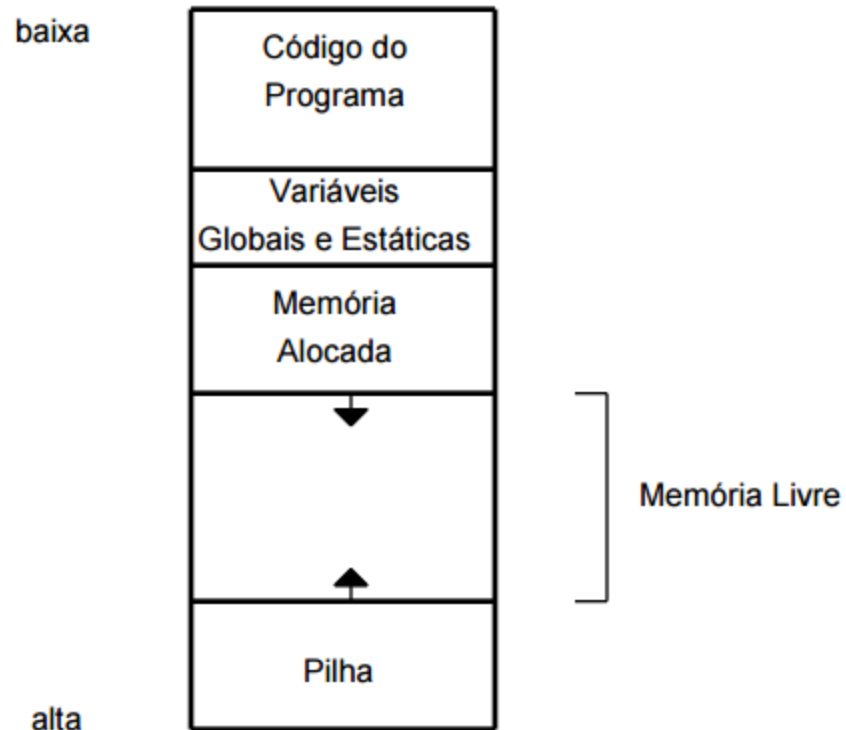 baixa
Código do
Programa
Variáveis
Globais e Estáticas
Memória
Alocada
Memória Livre
Pilha
alta